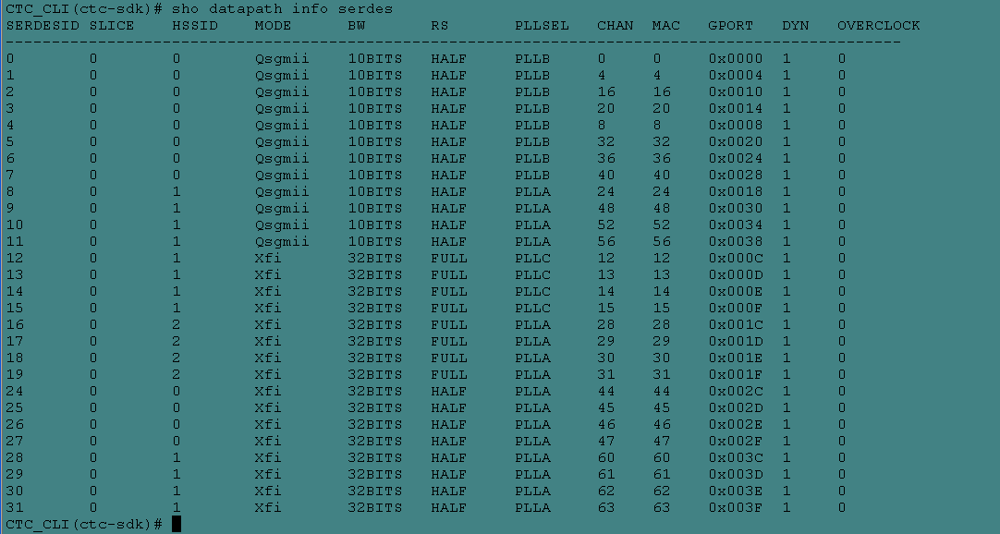 CTC_CLI(ctc-sdk)# sho datapath info serdes
SERDESID SLICE HSSID MODE BW RS PLLSEL CHAN MAC GPORT DYN OVERCLOCK
-------------------------------------------------------------------------------------------------
0 0 0 Qsgmii 10BITS HALF PLLB 0 0 0x0000 1 0
1 0 0 Qsgmii 10BITS HALF PLLB 4 4 0x0004 1 0
2 0 0 Qsgmii 10BITS HALF PLLB 16 16 0x0010 1 0
3 0 0 Qsgmii 10BITS HALF PLLB 20 20 0x0014 1 0
4 0 0 Qsgmii 10BITS HALF PLLB 8 8 0x0008 1 0
5 0 0 Qsgmii 10BITS HALF PLLB 32 32 0x0020 1 0
6 0 0 Qsgmii 10BITS HALF PLLB 36 36 0x0024 1 0
7 0 0 Qsgmii 10BITS HALF PLLB 40 40 0x0028 1 0
8 0 1 Qsgmii 10BITS HALF PLLA 24 24 0x0018 1 0
9 0 1 Qsgmii 10BITS HALF PLLA 48 48 0x0030 1 0
10 0 1 Qsgmii 10BITS HALF PLLA 52 52 0x0034 1 0
11 0 1 Qsgmii 10BITS HALF PLLA 56 56 0x0038 1 0
12 0 1 Xfi 32BITS FULL PLLC 12 12 0x000C 1 0
13 0 1 Xfi 32BITS FULL PLLC 13 13 0x000D 1 0
14 0 1 Xfi 32BITS FULL PLLC 14 14 0x000E 1 0
15 0 1 Xfi 32BITS FULL PLLC 15 15 0x000F 1 0
16 0 2 Xfi 32BITS FULL PLLA 28 28 0x001C 1 0
17 0 2 Xfi 32BITS FULL PLLA 29 29 0x001D 1 0
18 0 2 Xfi 32BITS FULL PLLA 30 30 0x001E 1 0
19 0 2 Xfi 32BITS FULL PLLA 31 31 0x001F 1 0
24 0 0 Xfi 32BITS HALF PLLA 44 44 0x002C 1 0
25 0 0 Xfi 32BITS HALF PLLA 45 45 0x002D 1 0
26 0 0 Xfi 32BITS HALF PLLA 46 46 0x002E 1 0
27 0 0 Xfi 32BITS HALF PLLA 47 47 0x002F 1 0
28 0 1 Xfi 32BITS HALF PLLA 60 60 0x003C 1 0
29 0 1 Xfi 32BITS HALF PLLA 61 61 0x003D 1 0
30 0 1 Xfi 32BITS HALF PLLA 62 62 0x003E 1 0
31 0 1 Xfi 32BITS HALF PLLA 63 63 0x003F 1 0
CTC_CLI(ctc-sdk)#